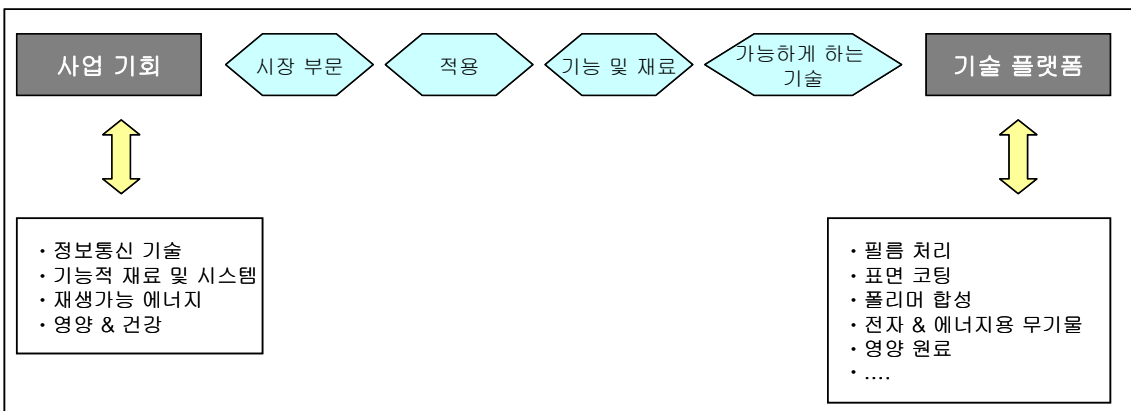 사업 기회
시장 부문
적용
기능 및 재료
가능하게 하는
기술
기술 플랫폼
· 정보통신 기술
· 기능적 재료 및 시스템
· 재생가능 에너지
· 영양 & 건강
· 필름 처리
· 표면 코팅
· 폴리머 합성
· 전자 & 에너지용 무기물
· 영양 원료
· ....